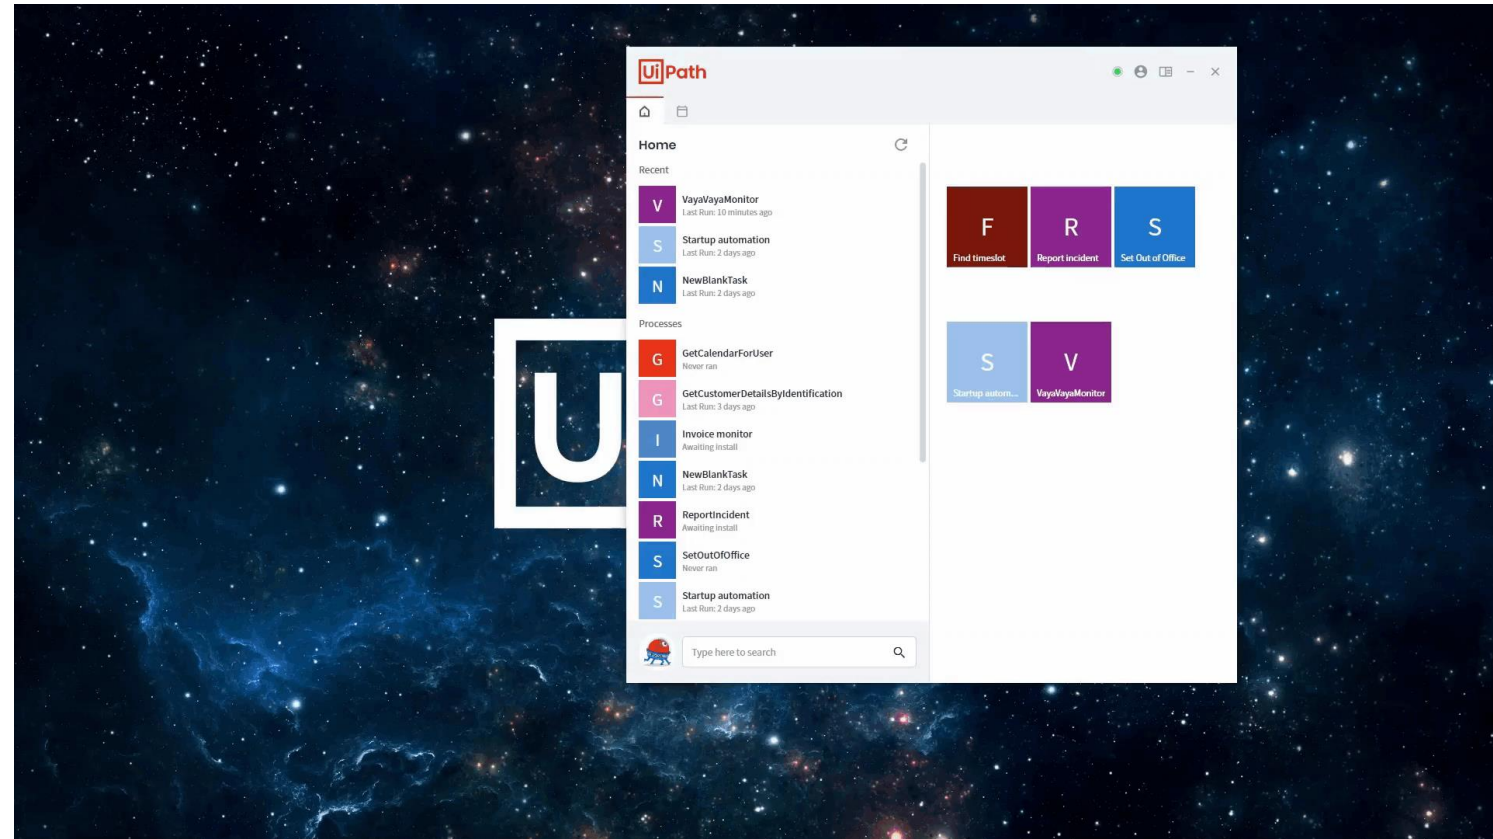 UiPath
Home
Recent
V
VayaVayaMonitor
Last Run: 10 minutes ago
S
Startup automation
Last Run: 2 days ago
N
NewBlankTask
Last Run: 2 days ago
Processes
G
GetCalendarForUser
Never ran
G
GetCustomerDetailsByIdentification
Last Run: 3 days ago
I
Invoice monitor
Awaiting install
N
NewBlankTask
Last Run: 2 days ago
R
ReportIncident
Awaiting install
S
SetOutOfOffice
Never ran
S
Startup automation
Last Run: 2 days ago
Type here to search
F
Find timeslot
R
Report incident
S
Set Out of Office
S
Startup autom...
V
VayaVayaMonitor
U